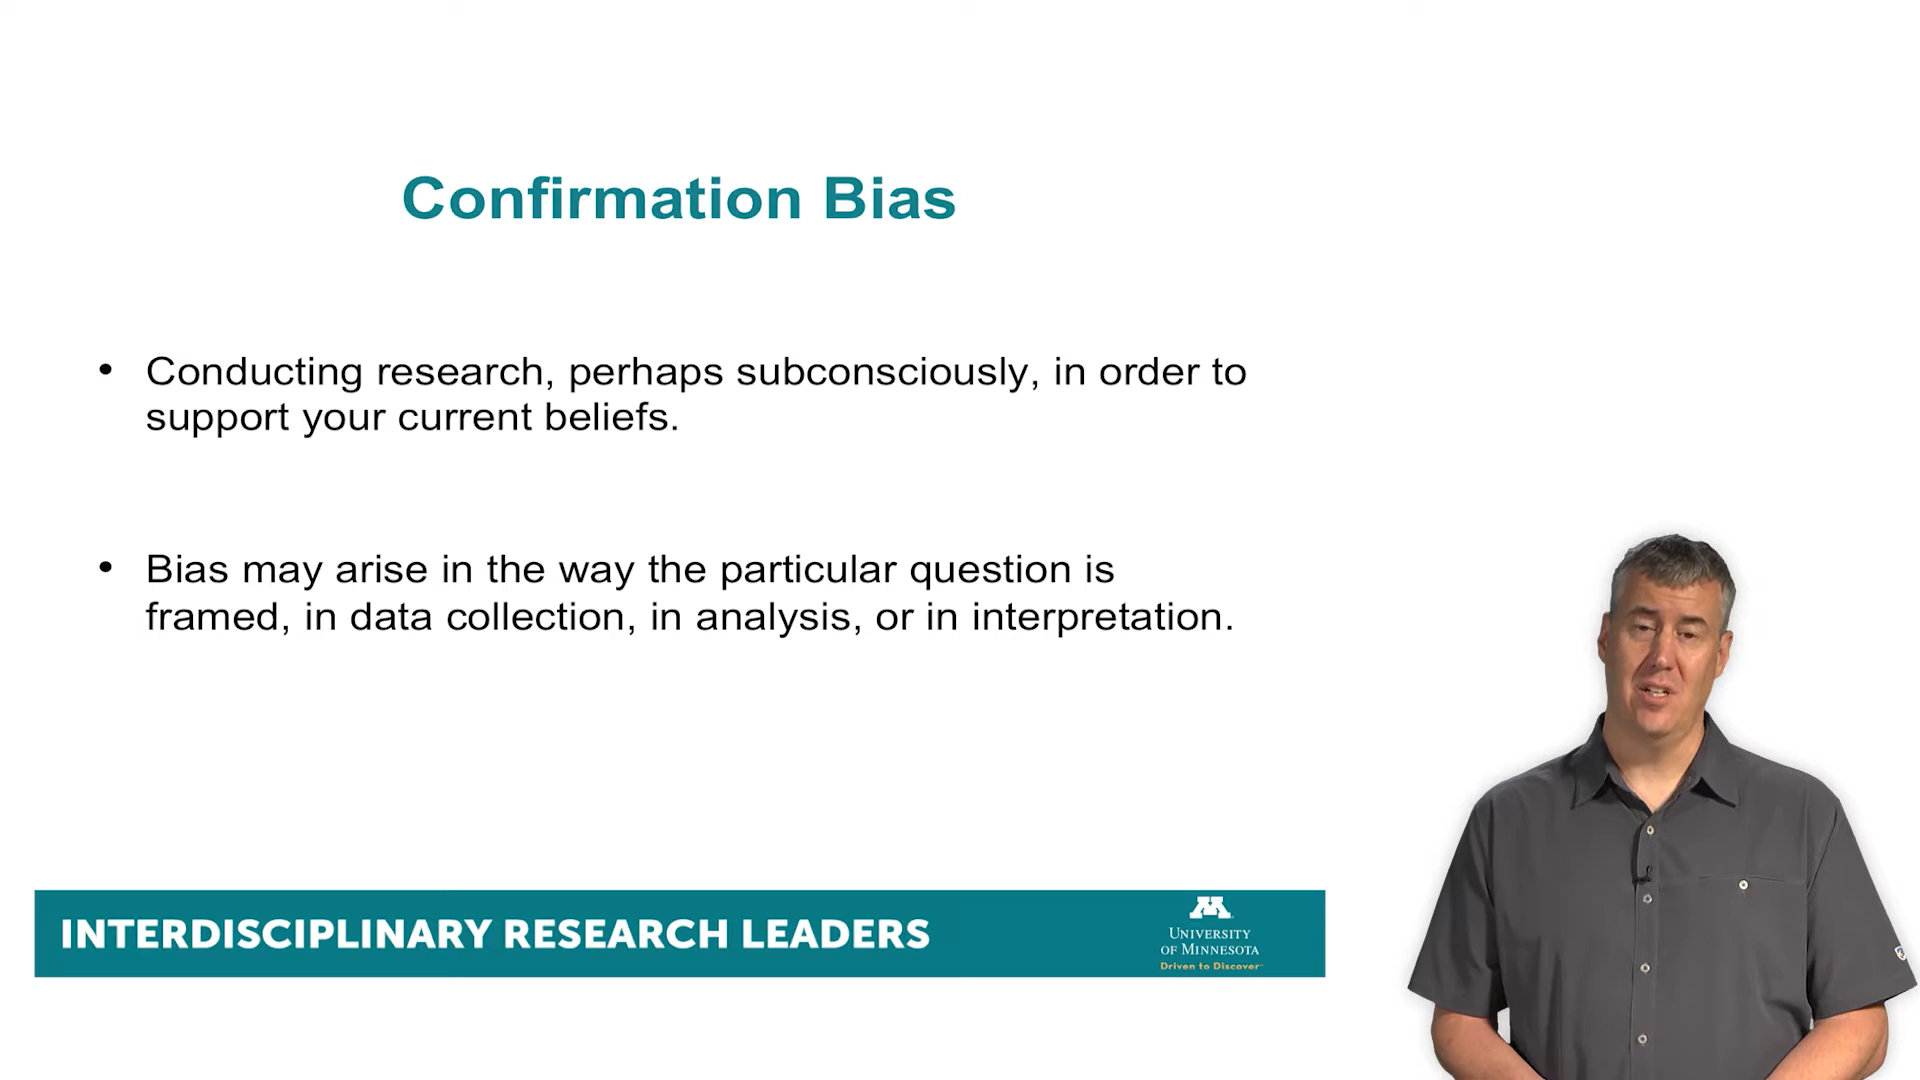 Confirmation Bias
• Conducting research, perhaps subconsciously, in order to
support your current beliefs.
• Bias may arise in the way the particular question is
framed, in data collection, in analysis, or in interpretation.
INTERDISCIPLINARY RESEARCH LEADERS
M
UNIVERSITY
OF MINNESOTA
Driven to Discover